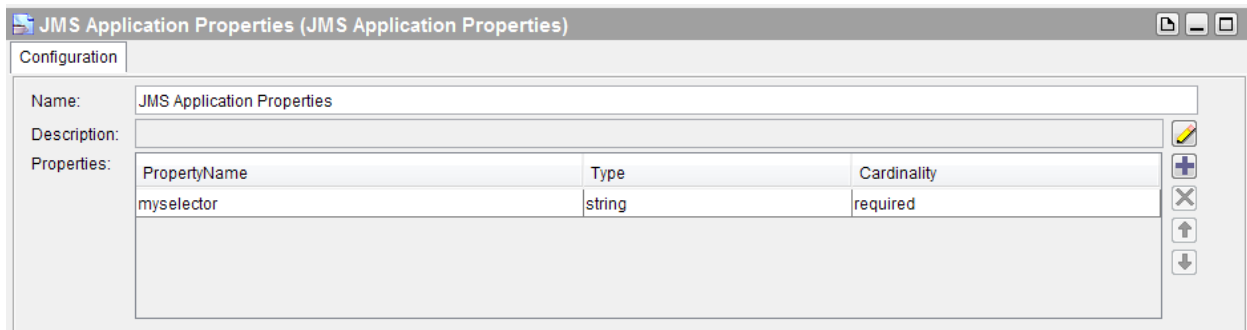 JMS Application Properties (JMS Application Properties)
Configuration
Name: JMS Application Properties
Description:
Properties: PropertyName Type Cardinality
myselector string required